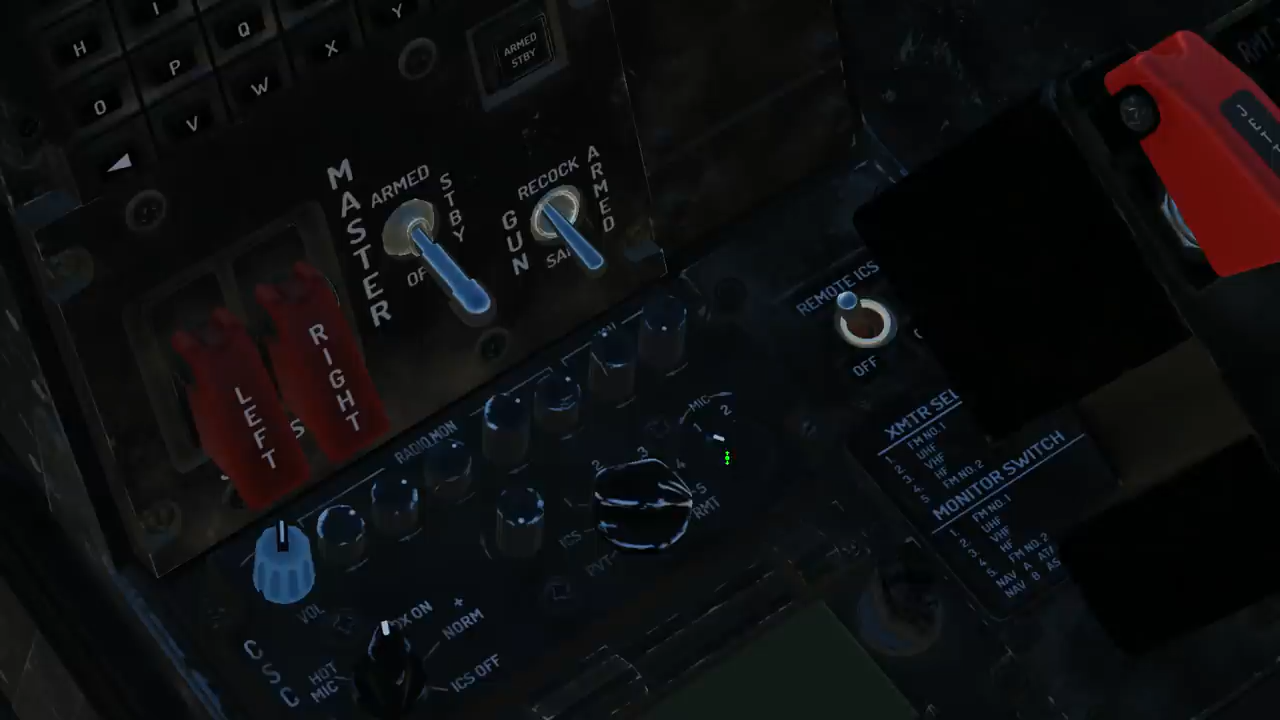 I
Y
H
Q
P
X
O
W
V
ARMED
STBY
MASTER
ARMED
STBY
RECOCK
ARMED
GUN
LEFT
RIGHT
RMT
REMOTE ICS
OFF
RADIO MON
MIC
1
2
2
3
4
5
RMT
ICS
PVT
VOL
CSC
HOT
MIC
ON
+
NORM
ICS OFF
XMTR SEL
1. FM NO.1
2. UHF
3. VHF
4. HF
5. FM NO.2
MONITOR SWITCH
1. FM NO.1
2. UHF
3. VHF
4. HF
5. FM NO.2
NAV A
NAV B